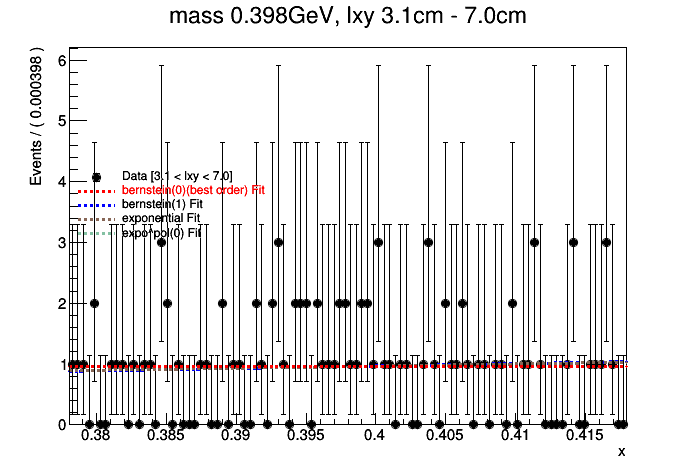 mass 0.398GeV, lxy 3.1cm - 7.0cm
Events / ( 0.000398 )
6
5
4
3
2
1
0
Data [3.1 < lxy < 7.0]
bernstein(0)(best order) Fit
bernstein(1) Fit
exponential Fit
expo*pol(0) Fit
0.38 0.385 0.39 0.395 0.4 0.405 0.41 0.415
x